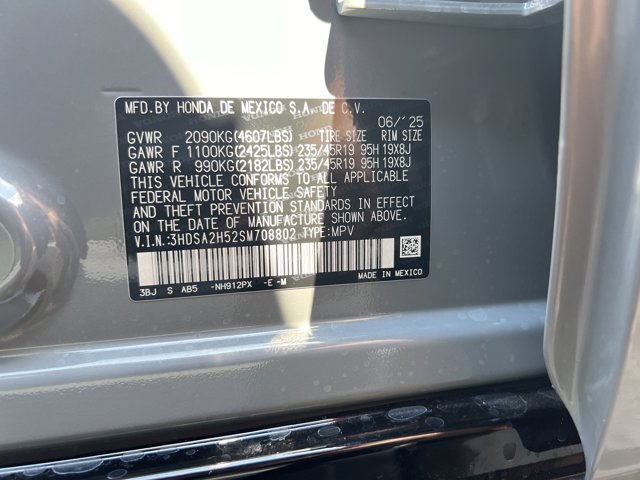 MFD.BY HONDA DE MEXICO S.A. DE C.V.
06/'25
GVWR 2090KG(4607LBS) TIRE SIZE RIM SIZE
GAWR F 1100KG(2425LBS) 235/45R19 95H 19X8J
GAWR R 990KG(2182LBS) 235/45R19 95H 19X8J
THIS VEHICLE CONFORMS TO ALL APPLICABLE
FEDERAL MOTOR VEHICLE SAFETY
AND THEFT PREVENTION STANDARDS IN EFFECT
ON THE DATE OF MANUFACTURE SHOWN ABOVE.
V.I.N.:3HDSA2H52SM708802 TYPE:MPV
MADE IN MEXICO
3BJ S AB5 -NH912PX -E -M